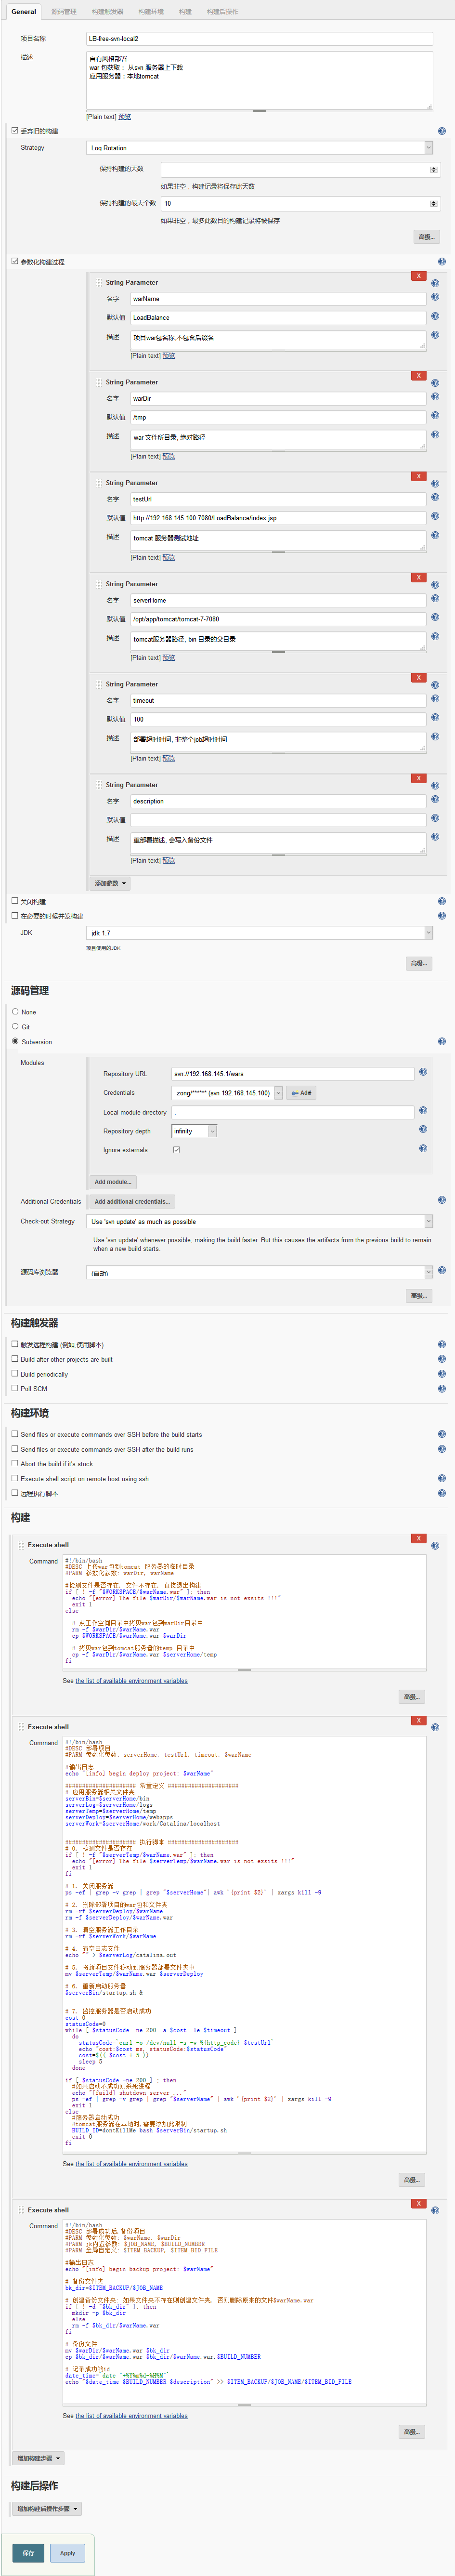 General 源码管理 构建触发器 构建环境 构建 构建后操作
项目名称 LB-free-svn-local2
描述 自有风格部署:
war 包获取： 从svn 服务器上下载
应用服务器：本地tomcat
[Plain text] 预览
丢弃旧的构建
Strategy Log Rotation
保持构建的天数
如果非空，构建记录将保存此天数
保持构建的最大个数 10
如果非空，最多此数目的构建记录将被保存
高级...
参数化构建过程
X
String Parameter
名字 warName
默认值 LoadBalance
描述 项目war包名称,不包含后缀名
[Plain text] 预览
X
String Parameter
名字 warDir
默认值 /tmp
描述 war 文件所目录, 绝对路径
[Plain text] 预览
X
String Parameter
名字 testUrl
默认值 http://192.168.145.100:7080/LoadBalance/index.jsp
描述 tomcat 服务器测试地址
[Plain text] 预览
X
String Parameter
名字 serverHome
默认值 /opt/app/tomcat/tomcat-7-7080
描述 tomcat服务器路径, bin 目录的父目录
[Plain text] 预览
X
String Parameter
名字 timeout
默认值 100
描述 部署超时时间, 非整个job超时时间
[Plain text] 预览
X
String Parameter
名字 description
默认值
描述 重部署描述, 会写入备份文件
[Plain text] 预览
添加参数
关闭构建
在必要的时候并发构建
JDK jdk 1.7
项目使用的JDK
高级...
源码管理
None
Git
Subversion
Modules
Repository URL svn://192.168.145.1/wars
Credentials zong/****** (svn 192.168.145.100) Add
Local module directory .
Repository depth infinity
Ignore externals
Add module...
Additional Credentials Add additional credentials...
Check-out Strategy Use 'svn update' as much as possible
Use 'svn update' whenever possible, making the build faster. But this causes the artifacts from the previous build to remain
when a new build starts.
源码库浏览器 (自动)
高级...
构建触发器
触发远程构建 (例如,使用脚本)
Build after other projects are built
Build periodically
Poll SCM
构建环境
Send files or execute commands over SSH before the build starts
Send files or execute commands over SSH after the build runs
Abort the build if it's stuck
Execute shell script on remote host using ssh
远程执行脚本
构建
X
Execute shell
Command #!/bin/bash
#DESC 上传war包到tomcat 服务器的临时目录
#PARM 参数化参数: warDir, warName
#检测文件是否存在, 文件不存在, 直接退出构建
if [ ! -f "$WORKSPACE/$warName.war" ]; then
echo "[error] The file $warDir/$warName.war is not exsits !!!"
exit 1
else
# 从工作空间目录中拷贝war包到warDir目录中
rm -f $warDir/$warName.war
cp $WORKSPACE/$warName.war $warDir
# 拷贝war包到tomcat服务器的temp 目录中
cp -f $warDir/$warName.war $serverHome/temp
fi
See the list of available environment variables
高级...
X
Execute shell
Command #!/bin/bash
#DESC 部署项目
#PARM 参数化参数: serverHome, testUrl, timeout, $warName
#输出日志
echo "[info] begin deploy project: $warName"
##################### 常量定义 #####################
# 应用服务器相关文件夹
serverBin=$serverHome/bin
serverLog=$serverHome/logs
serverTemp=$serverHome/temp
serverDeploy=$serverHome/webapps
serverWork=$serverHome/work/Catalina/localhost
##################### 执行脚本 #####################
# 0. 检测文件是否存在
if [ ! -f "$serverTemp/$warName.war" ]; then
echo "[error] The file $serverTemp/$warName.war is not exsits !!!"
exit 1
fi
# 1. 关闭服务器
ps -ef | grep -v grep | grep "$serverHome"| awk '{print $2}' | xargs kill -9
# 2. 删除部署项目的war包和文件夹
rm -rf $serverDeploy/$warName
rm -f $serverDeploy/$warName.war
# 3. 清空服务器工作目录
rm -rf $serverWork/$warName
# 4. 清空日志文件
echo "" > $serverLog/catalina.out
# 5. 将新项目文件移动到服务器部署文件夹中
mv $serverTemp/$warName.war $serverDeploy
# 6. 重新启动服务器
$serverBin/startup.sh &
# 7. 监控服务器是否启动成功
cost=0
statusCode=0
while [ $statusCode -ne 200 -a $cost -le $timeout ]
do
statusCode=`curl -o /dev/null -s -w %{http_code} $testUrl`
echo "cost:$cost ms, statusCode:$statusCode"
cost=$(( $cost + 5 ))
sleep 5
done
if [ $statusCode -ne 200 ] ; then
#如果启动不成功则杀死进程
echo "[faild] shutdown server ..."
ps -ef | grep -v grep | grep "$serverName" | awk '{print $2}' | xargs kill -9
exit 1
else
#服务器启动成功
#tomcat服务器在本地时,需要添加此限制
BUILD_ID=dontKillMe bash $serverBin/startup.sh
exit 0
fi
See the list of available environment variables
高级...
X
Execute shell
Command #!/bin/bash
#DESC 部署成功后,备份项目
#PARM 参数化参数: $warName, $warDir
#PARM jk内置参数: $JOB_NAME, $BUILD_NUMBER
#PARM 全局自定义: $ITEM_BACKUP, $ITEM_BID_FILE
#输出日志
echo "[info] begin backup project: $warName"
# 备份文件夹
bk_dir=$ITEM_BACKUP/$JOB_NAME
# 创建备份文件夹: 如果文件夹不存在则创建文件夹, 否则删除原来的文件$warName.war
if [ ! -d "$bk_dir" ]; then
mkdir -p $bk_dir
else
rm -f $bk_dir/$warName.war
fi
# 备份文件
mv $warDir/$warName.war $bk_dir
cp $bk_dir/$warName.war $bk_dir/$warName.war.$BUILD_NUMBER
# 记录成功的id
date_time=`date "+%Y%m%d-%H%M"`
echo "$date_time $BUILD_NUMBER $description" >> $ITEM_BACKUP/$JOB_NAME/$ITEM_BID_FILE
See the list of available environment variables
高级...
增加构建步骤
构建后操作
增加构建后操作步骤
保存 Apply